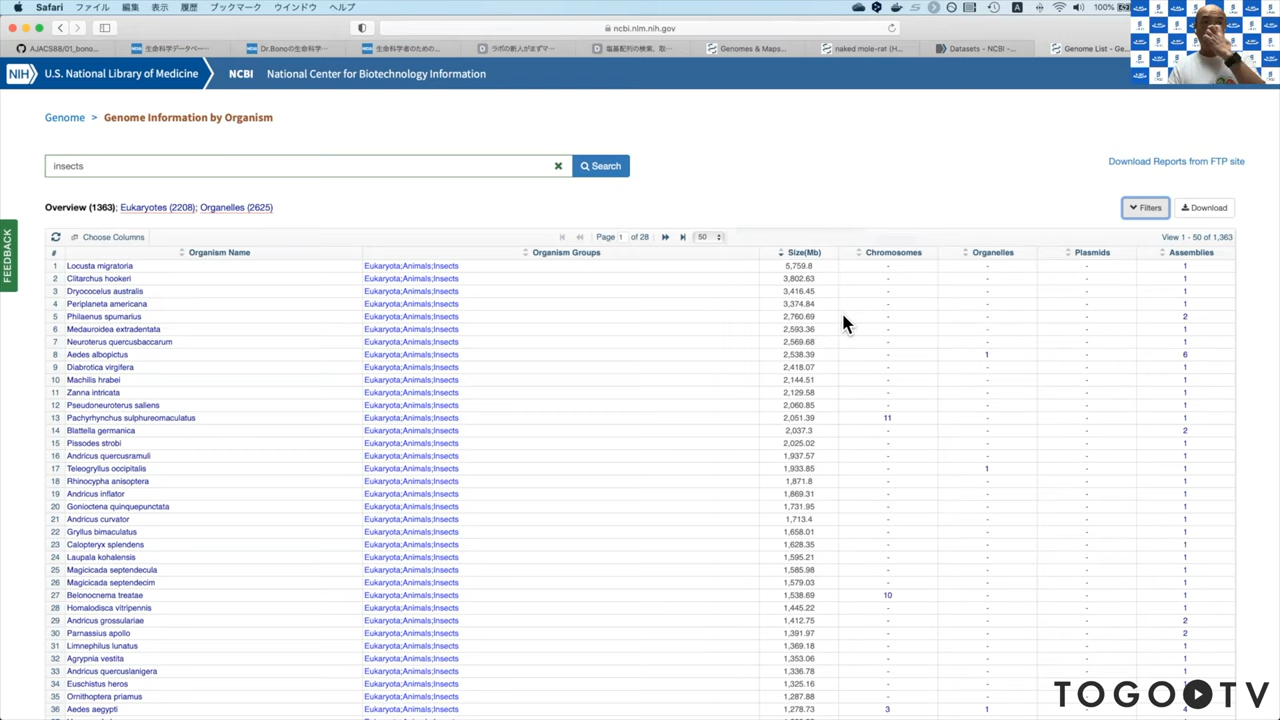 Safari ファイル 編集 表示 履歴 ブックマーク ウインドウ ヘルプ 100%
ncbi.nlm.nih.gov
AJACS88/01_bono... 生命科学データベー... Dr.Bonoの生命科学... 生命科学者のための... ラボの新人がま... 塩基配列の検索、取... Genomes & Maps... naked mole-rat (H... Datasets - NCBI -... Genome List - Ge...
NIH U.S. National Library of Medicine NCBI National Center for Biotechnology Information
Genome > Genome Information by Organism
insects Search
Download Reports from FTP site
Overview (1363); Eukaryotes (2208); Organelles (2625) Filters Download
FEEDBACK
Choose Columns Page 1 of 28 50 View 1 - 50 of 1,363
# Organism Name Organism Groups Size(Mb) Chromosomes Organelles Plasmids Assemblies
1 Locusta migratoria Eukaryota;Animals;Insects 5,759.8 - - - 1
2 Clitarchus hookeri Eukaryota;Animals;Insects 3,802.63 - - - 1
3 Dryococelus australis Eukaryota;Animals;Insects 3,416.45 - - - 1
4 Periplaneta americana Eukaryota;Animals;Insects 3,374.84 - - - 1
5 Philaenus spumarius Eukaryota;Animals;Insects 2,760.69 - - - 2
6 Medauroidea extradentata Eukaryota;Animals;Insects 2,593.36 - - - 1
7 Neuroterus quercusbaccarum Eukaryota;Animals;Insects 2,569.68 - - - 1
8 Aedes albopictus Eukaryota;Animals;Insects 2,538.39 - 1 - 6
9 Diabrotica virgifera Eukaryota;Animals;Insects 2,418.07 - - - 1
10 Machilis hrabei Eukaryota;Animals;Insects 2,144.51 - - - 1
11 Zanna intricata Eukaryota;Animals;Insects 2,129.58 - - - 1
12 Pseudoneuroterus saliens Eukaryota;Animals;Insects 2,060.85 - - - 1
13 Pachyrhynchus sulphureomaculatus Eukaryota;Animals;Insects 2,051.39 11 - - 1
14 Blattella germanica Eukaryota;Animals;Insects 2,037.3 - - - 2
15 Pissodes strobi Eukaryota;Animals;Insects 2,025.02 - - - 1
16 Andricus quercusramuli Eukaryota;Animals;Insects 1,937.57 - - - 1
17 Teleogryllus occipitalis Eukaryota;Animals;Insects 1,933.85 - 1 - 1
18 Rhinocypha anisoptera Eukaryota;Animals;Insects 1,871.8 - - - 1
19 Andricus inflator Eukaryota;Animals;Insects 1,869.31 - - - 1
20 Gonioctena quinquepunctata Eukaryota;Animals;Insects 1,731.95 - - - 1
21 Andricus curvator Eukaryota;Animals;Insects 1,713.4 - - - 1
22 Gryllus bimaculatus Eukaryota;Animals;Insects 1,658.01 - - - 1
23 Calopteryx splendens Eukaryota;Animals;Insects 1,628.35 - - - 1
24 Laupala kohalensis Eukaryota;Animals;Insects 1,595.21 - - - 1
25 Magicicada septendecula Eukaryota;Animals;Insects 1,585.98 - - - 1
26 Magicicada septendecim Eukaryota;Animals;Insects 1,579.03 - - - 1
27 Belonocnema treatae Eukaryota;Animals;Insects 1,538.69 10 - - 1
28 Homalodisca vitripennis Eukaryota;Animals;Insects 1,445.22 - - - 1
29 Andricus grossulariae Eukaryota;Animals;Insects 1,412.75 - - - 2
30 Parnassius apollo Eukaryota;Animals;Insects 1,391.97 - - - 2
31 Limnephilus lunatus Eukaryota;Animals;Insects 1,369.18 - - - 1
32 Agrypnia vestita Eukaryota;Animals;Insects 1,353.06 - - - 1
33 Andricus quercuslanigera Eukaryota;Animals;Insects 1,336.78 - - - 1
34 Euschistus heros Eukaryota;Animals;Insects 1,325.16 - - - 1
35 Ornithoptera priamus Eukaryota;Animals;Insects 1,287.88 - - - 1
36 Aedes aegypti Eukaryota;Animals;Insects 1,278.73 3 1 - 4
TOGO TV